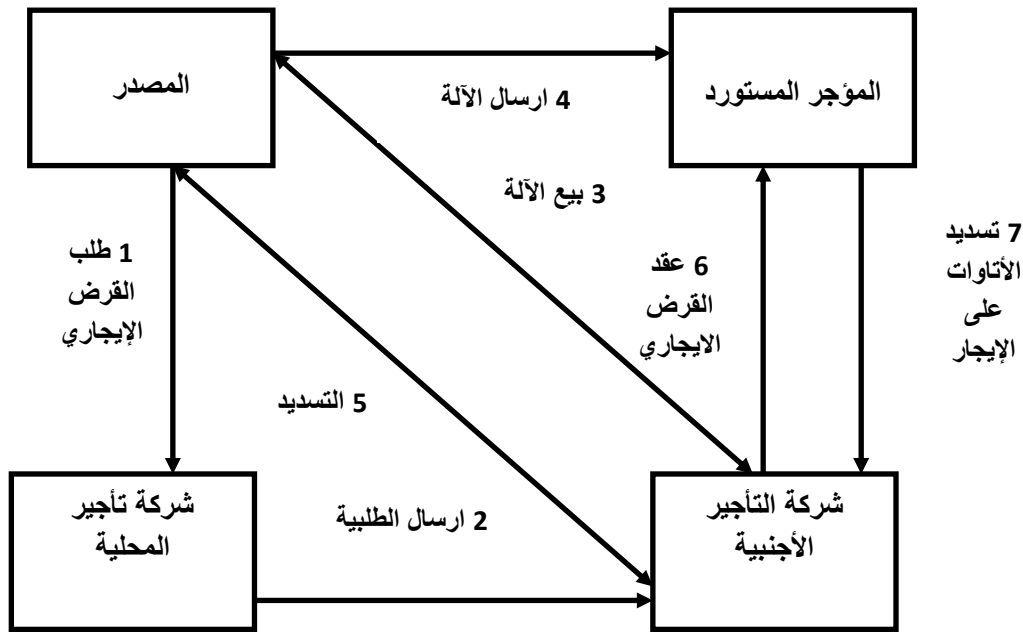 المصدر
المؤجر المستورد
4 ارسال الآلة
3 بيع الآلة
1 طلب
القرض
الإيجاري
6 عقد
القرض
الايجاري
7 تسديد
الأتاوات
على
الإيجار
5 التسديد
شركة تأجير
المحلية
2 ارسال الطلبية
شركة التأجير
الأجنبية